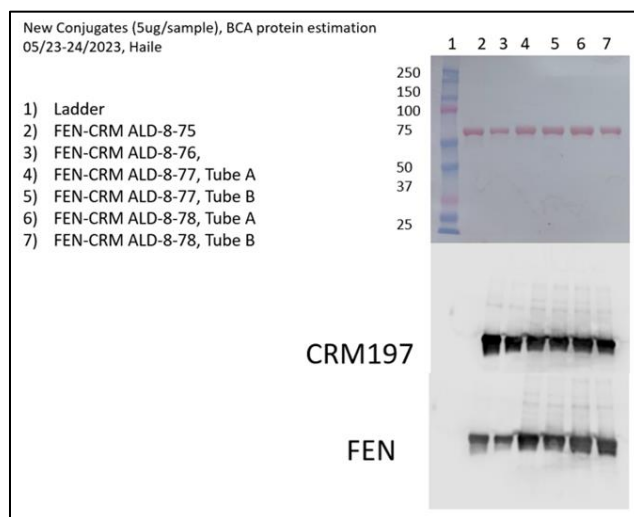 New Conjugates (5ug/sample), BCA protein estimation
05/23-24/2023, Haile
1) Ladder
2) FEN-CRM ALD-8-75
3) FEN-CRM ALD-8-76,
4) FEN-CRM ALD-8-77, Tube A
5) FEN-CRM ALD-8-77, Tube B
6) FEN-CRM ALD-8-78, Tube A
7) FEN-CRM ALD-8-78, Tube B
1 2 3 4 5 6 7
250
150
100
75
50
37
25
CRM197
FEN